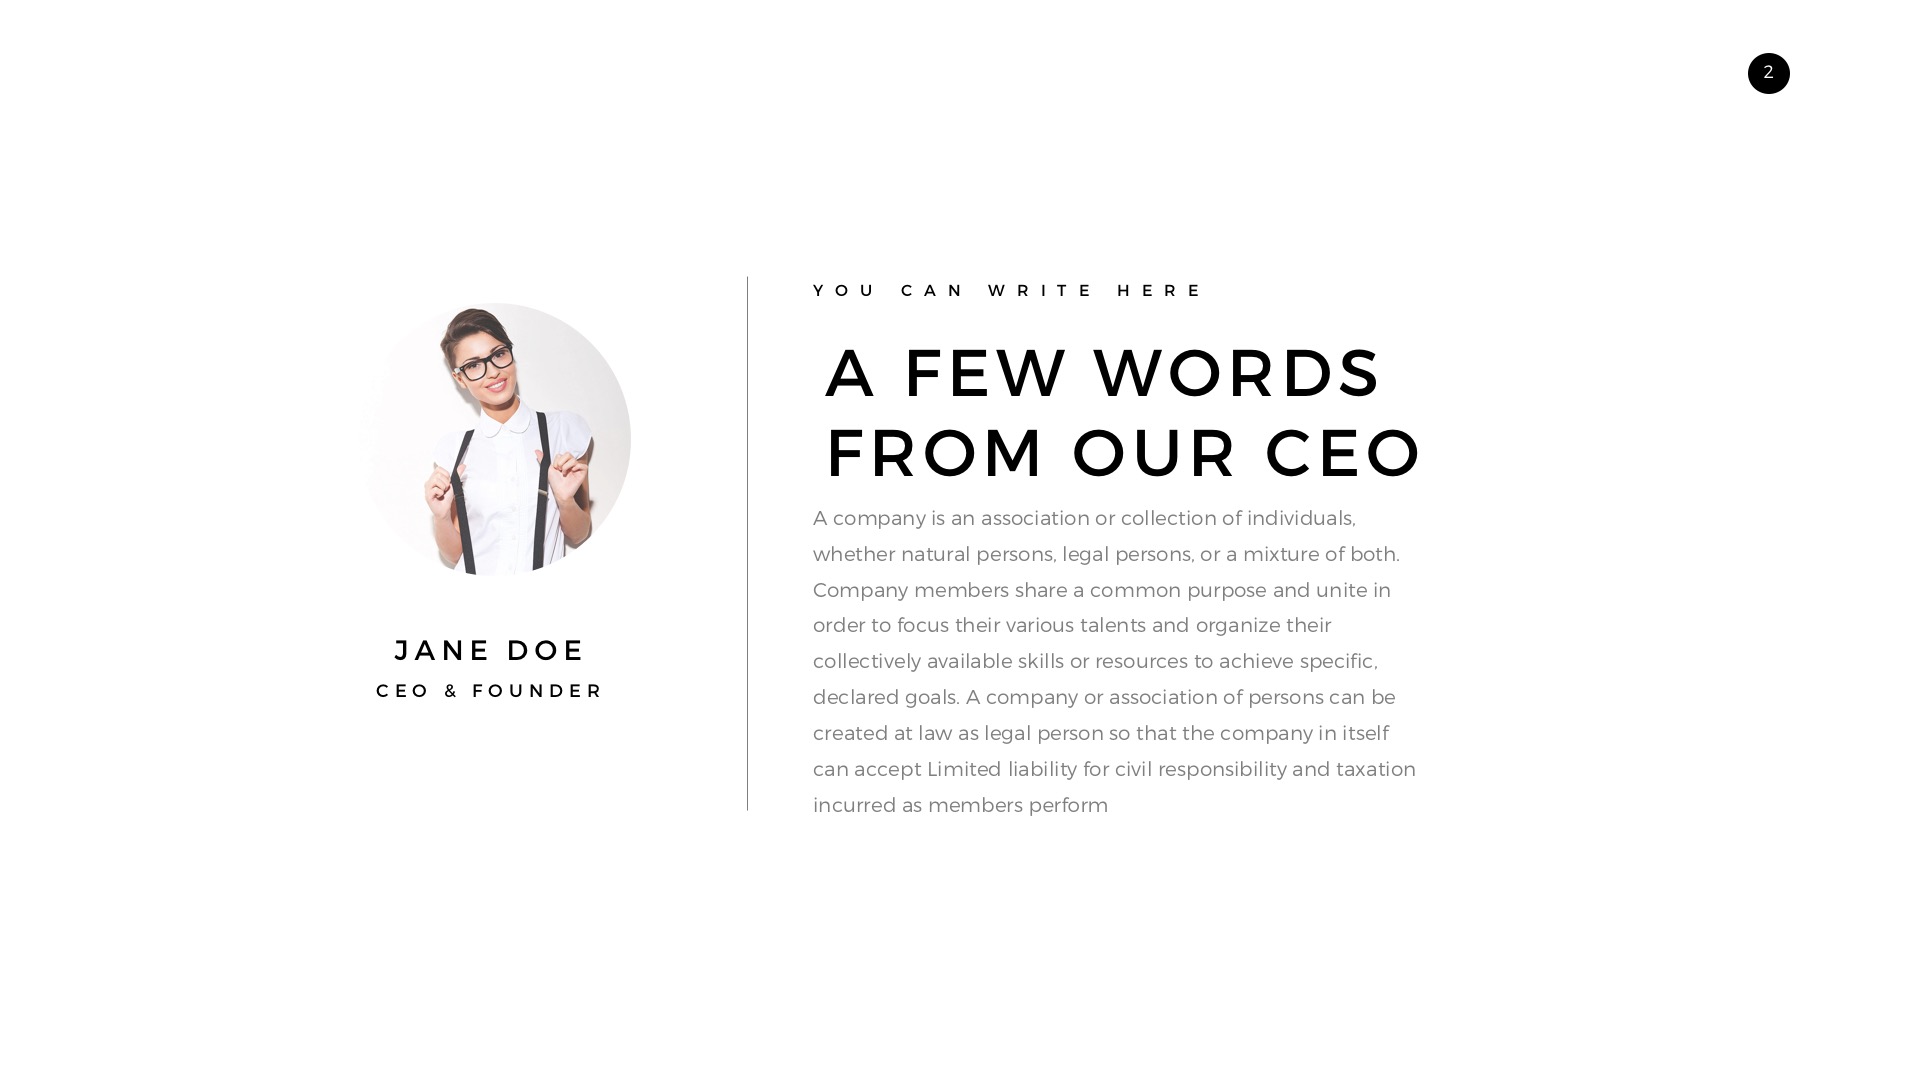 2
YOU CAN WRITE HERE
A FEW WORDS
FROM OUR CEO
A company is an association or collection of individuals,
whether natural persons, legal persons, or a mixture of both.
Company members share a common purpose and unite in
order to focus their various talents and organize their
collectively available skills or resources to achieve specific,
declared goals. A company or association of persons can be
created at law as legal person so that the company in itself
can accept Limited liability for civil responsibility and taxation
incurred as members perform
JANE DOE
CEO & FOUNDER